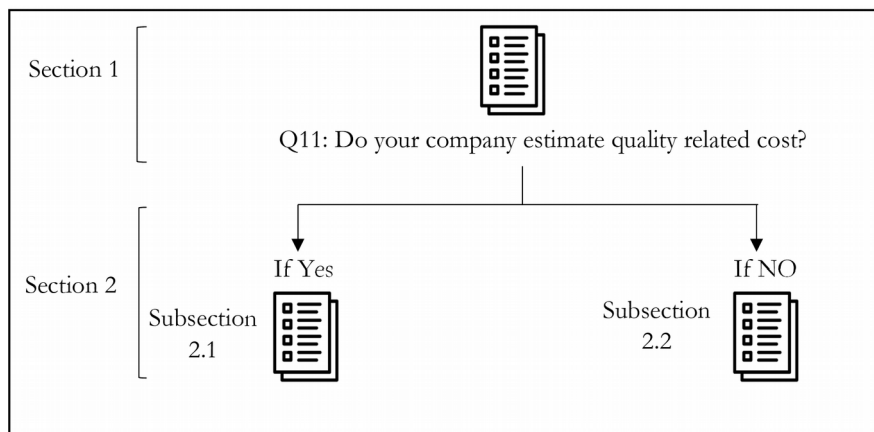 Section 1
Q11: Do your company estimate quality related cost?
Section 2
If Yes
If NO
Subsection
2.1
Subsection
2.2